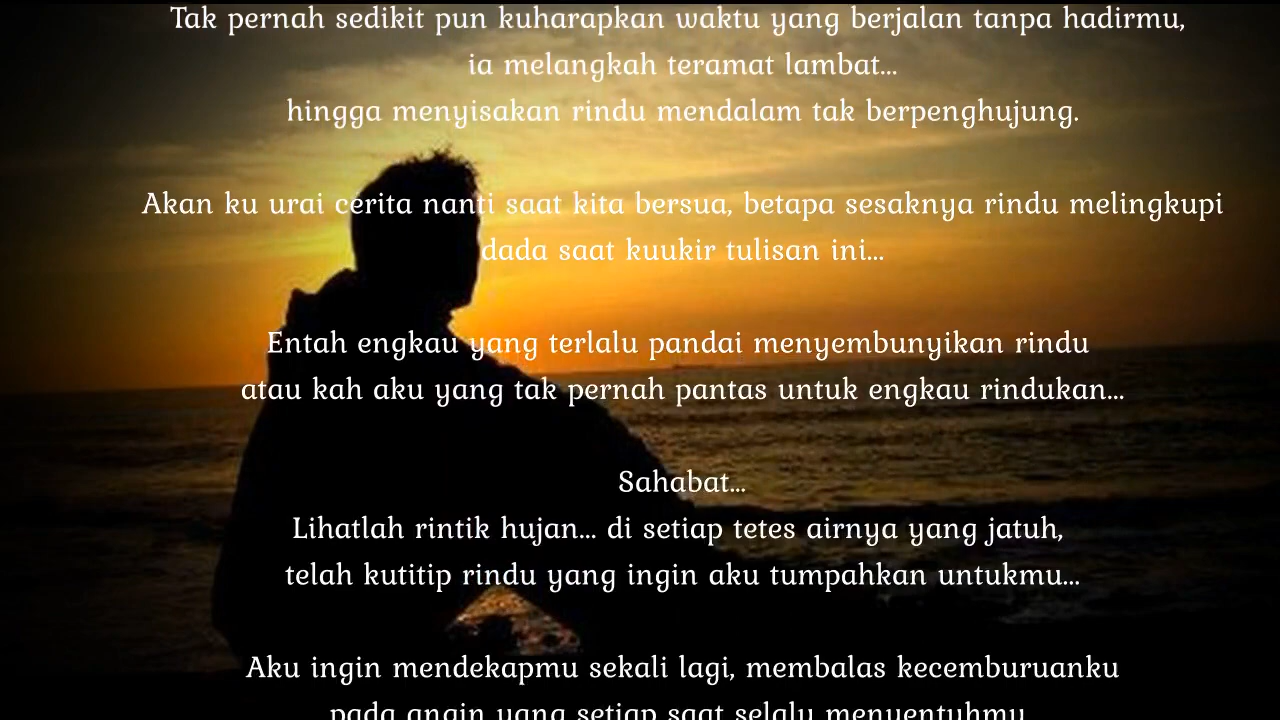 Tak pernah sedikit pun kuharapkan waktu yang berjalan tanpa hadirmu,
ia melangkah teramat lambat...
hingga menyisakan rindu mendalam tak berpenghujung.
Akan ku urai cerita nanti saat kita bersua, betapa sesaknya rindu melingkupi
dada saat kuukir tulisan ini...
Entah engkau yang terlalu pandai menyembunyikan rindu
atau kah aku yang tak pernah pantas untuk engkau rindukan...
Sahabat...
Lihatlah rintik hujan... di setiap tetes airnya yang jatuh,
telah kutitip rindu yang ingin aku tumpahkan untukmu...
Aku ingin mendekapmu sekali lagi, membalas kecemburuanku
pada angin yang setiap saat selalu menyentuhmu